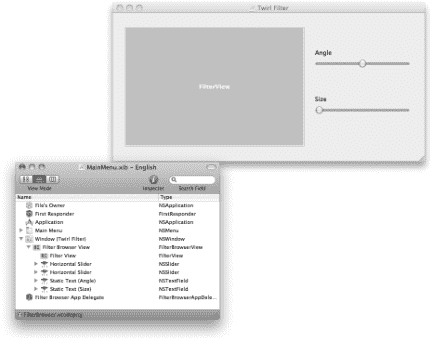 Twirl Filter
FilterView
Angle
Size
MainMenu.xib - English
View Mode
Inspector
Search Field
Name Type
File's Owner NSApplication
First Responder FirstResponder
Application NSApplication
Main Menu NSMenu
Window (Twirl Filter) NSWindow
Filter Browser View FilterBrowserView
Filter View FilterView
Horizontal Slider NSSlider
Horizontal Slider NSSlider
Static Text (Angle) NSTextField
Static Text (Size) NSTextField
Filter Browser App Delegate FilterBrowserAppDele...
FilterBrowser.xcodeproj